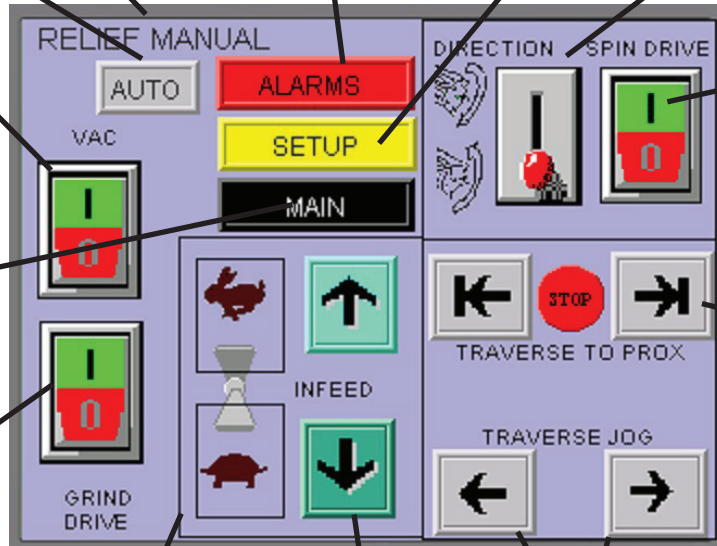 RELIEF MANUAL
AUTO
ALARMS
SETUP
MAIN
VAC
I
0
GRIND
DRIVE
I
0
INFEED
DIRECTION
SPIN DRIVE
I
0
STOP
TRAVERSE TO PROX
TRAVERSE JOG